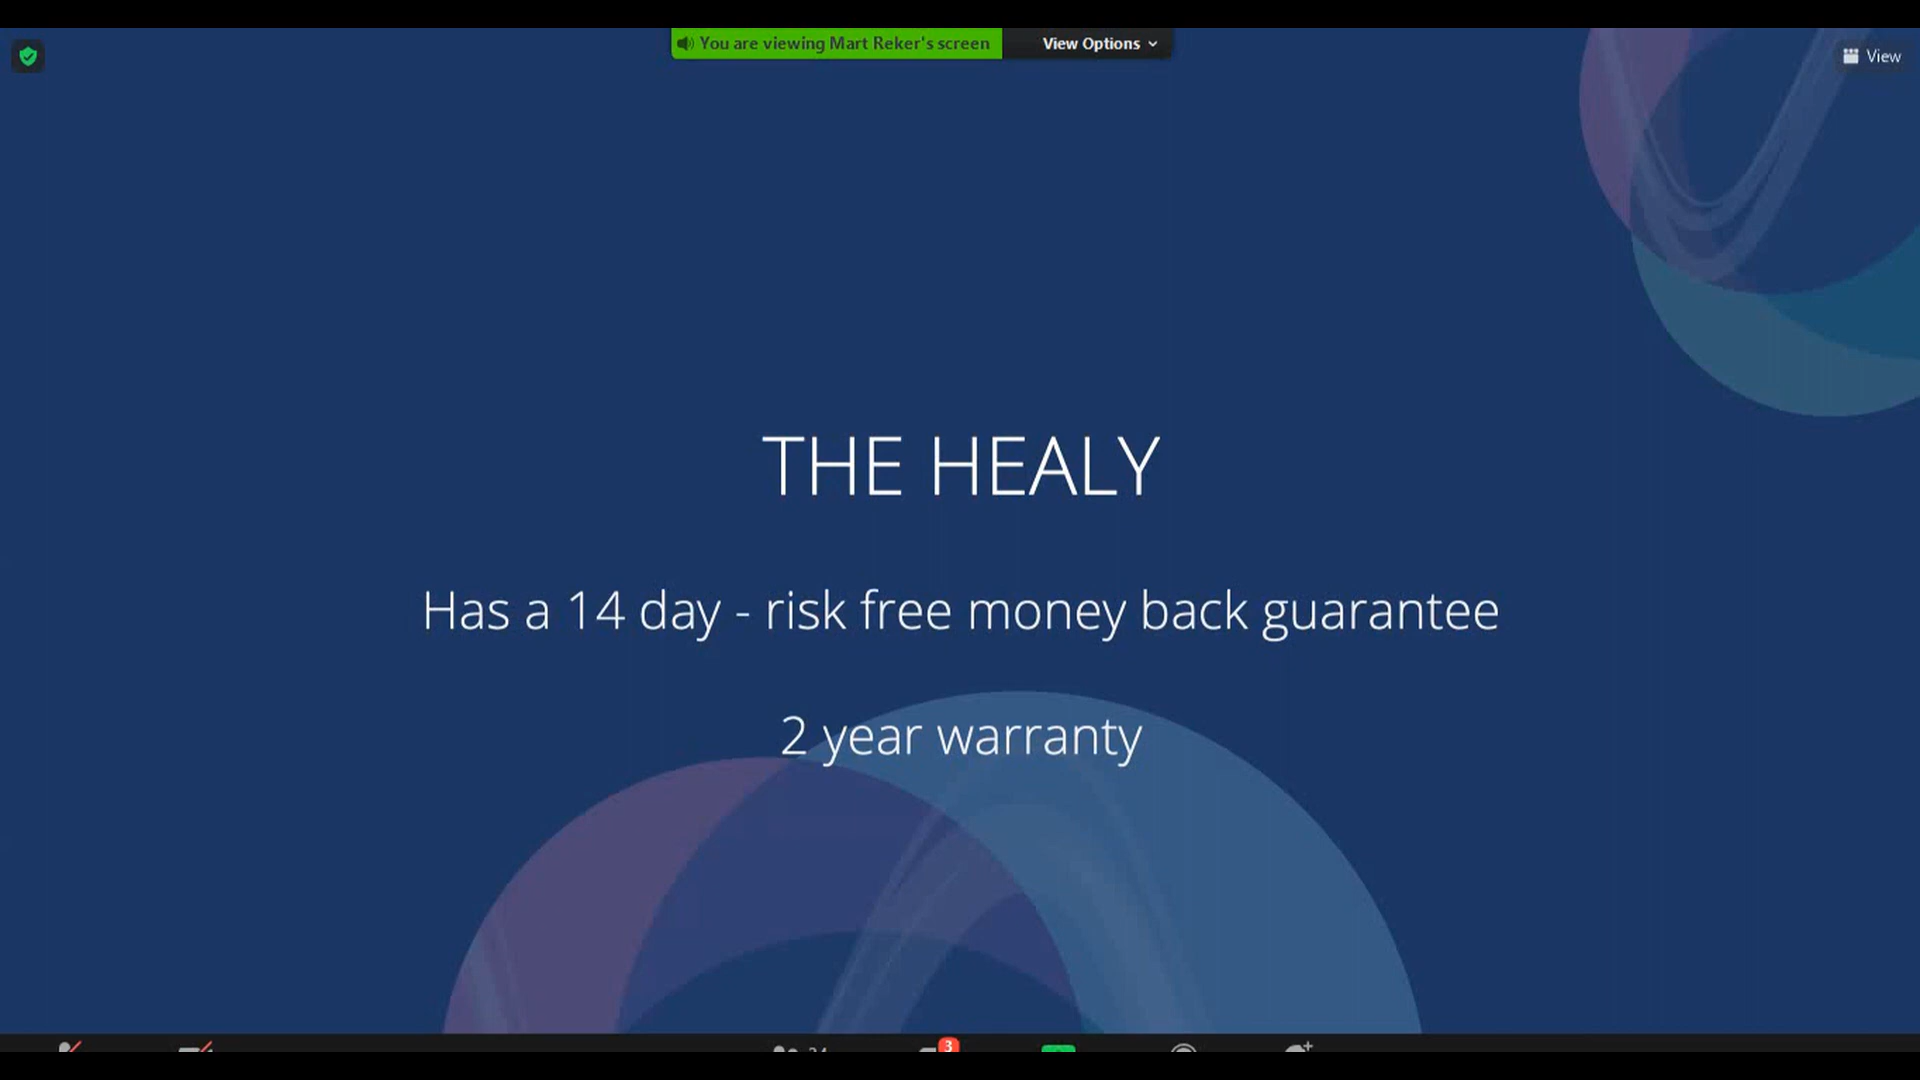 You are viewing Mart Reker's screen
View Options
View
THE HEALY
Has a 14 day - risk free money back guarantee
2 year warranty
3